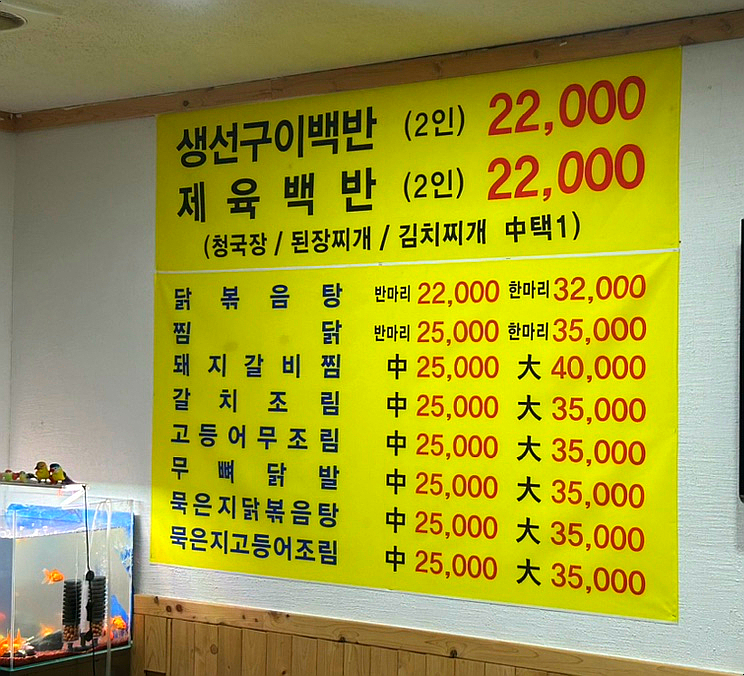 생선구이백반 (2인) 22,000
제육백반 (2인) 22,000
(청국장 / 된장찌개 / 김치찌개 中택1)
닭볶음탕 반마리 22,000 한마리 32,000
찜닭 반마리 25,000 한마리 35,000
돼지갈비찜 中 25,000 大 40,000
갈치조림 中 25,000 大 35,000
고등어무조림 中 25,000 大 35,000
무뼈닭발 中 25,000 大 35,000
묵은지닭볶음탕 中 25,000 大 35,000
묵은지고등어조림 中 25,000 大 35,000